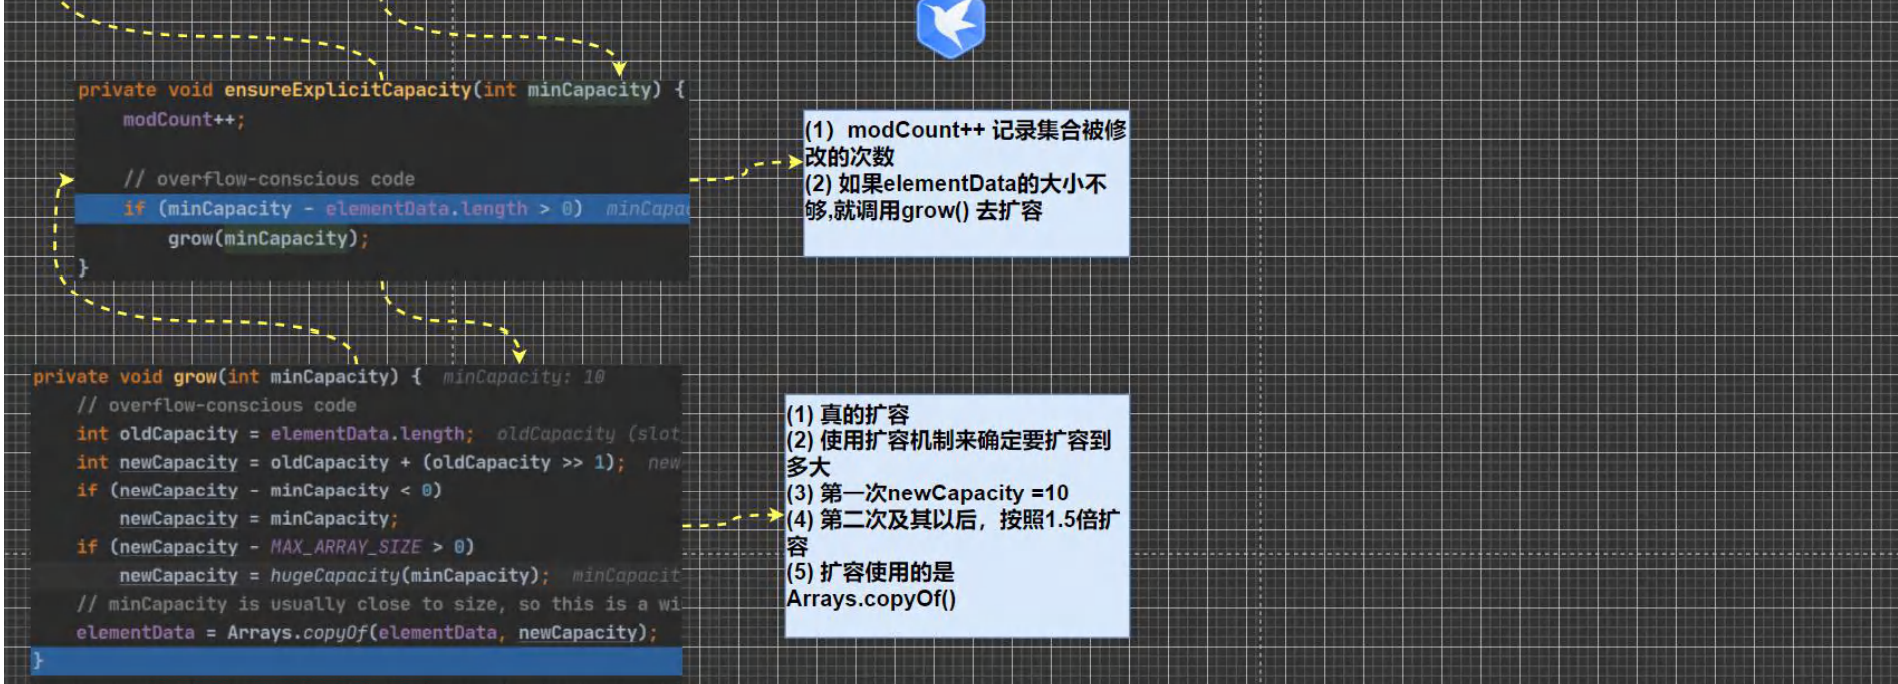 private void ensureExplicitCapacity(int minCapacity) {
modCount++;
// overflow-conscious code
if (minCapacity - elementData.length > 0) minCapa
grow(minCapacity);
}
(1) modCount++ 记录集合被修
改的次数
(2) 如果elementData的大小不
够,就调用grow() 去扩容
private void grow(int minCapacity) { minCapacity: 10
// overflow-conscious code
int oldCapacity = elementData.length; oldCapacity (slot
int newCapacity = oldCapacity + (oldCapacity >> 1); new
if (newCapacity - minCapacity < 0)
newCapacity = minCapacity;
if (newCapacity - MAX_ARRAY_SIZE > 0)
newCapacity = hugeCapacity(minCapacity); minCapacit
// minCapacity is usually close to size, so this is a wi
elementData = Arrays.copyOf(elementData, newCapacity);
}
(1) 真的扩容
(2) 使用扩容机制来确定要扩容到
多大
(3) 第一次newCapacity =10
(4) 第二次及其以后，按照1.5倍扩
容
(5) 扩容使用的是
Arrays.copyOf()